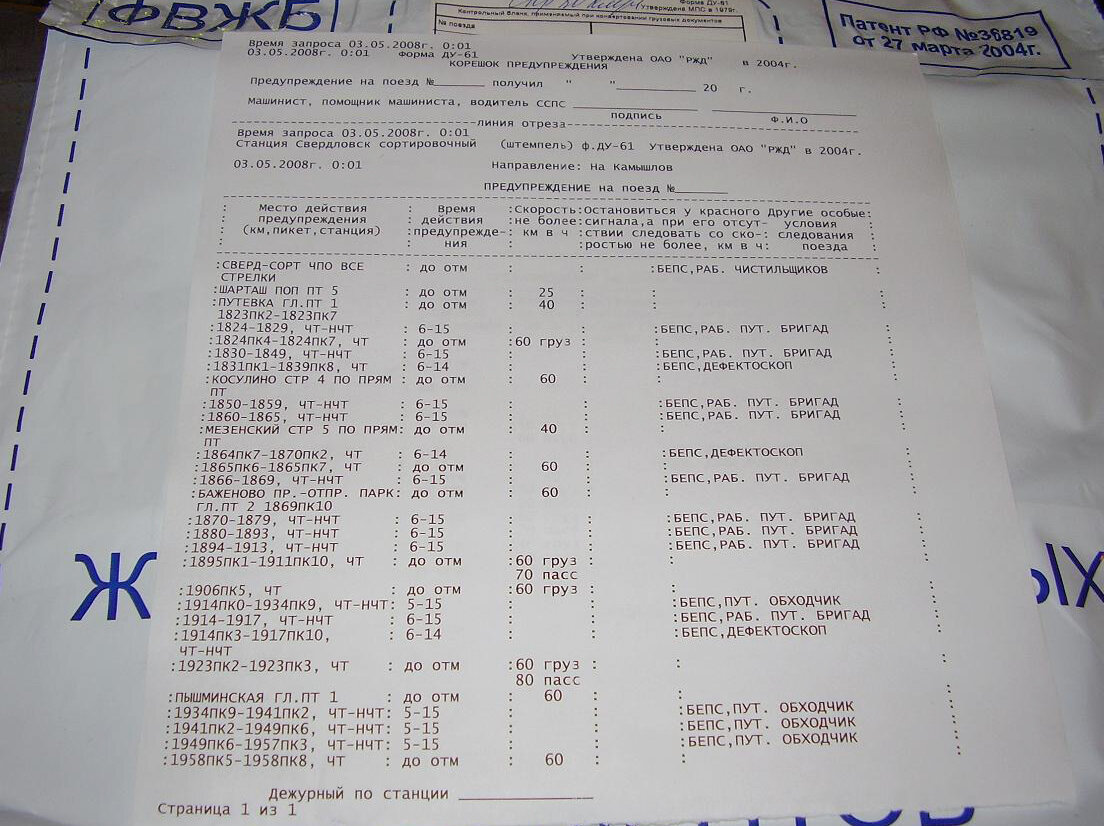 ФВЖБ
Форма ДУ-61
Утверждена МПС в 1979г.
Контрольный бланк, применяемый при конвертовании грузовых документов
№ поезда
Патент РФ №36819
от 27 марта 2004г.
Время запроса 03.05.2008г. 0:01
03.05.2008г. 0:01 Форма ДУ-61 Утверждена ОАО "РЖД" в 2004г.
КОРЕШОК ПРЕДУПРЕЖДЕНИЯ
Предупреждение на поезд №_______ получил " "___________ 20 г.
Машинист, помощник машиниста, водитель ССПС _________________ ____________________
подпись Ф.И.О
------------------------линия отреза------------------------
Время запроса 03.05.2008г. 0:01
Станция Свердловск сортировочный (штемпель) ф.ДУ-61 Утверждена ОАО "РЖД" в 2004г.
03.05.2008г. 0:01 Направление: на Камышлов
ПРЕДУПРЕЖДЕНИЕ на поезд №_______
: Место действия : Время :Скорость:Остановиться у красного Другие особые:
: предупреждения : действия :не более:сигнала,а при его отсут- условия :
: (км,пикет,станция) :предупрежде-: км в ч :ствии следовать со ско-: следования :
: : ния : :ростью не более, км в ч: поезда :
:СВЕРД-СОРТ ЧПО ВСЕ : до отм : : :БЕПС,РАБ. ЧИСТИЛЬЩИКОВ :
СТРЕЛКИ
:ШАРТАШ ПОП ПТ 5 : до отм : 25 : : :
:ПУТЕВКА ГЛ.ПТ 1 : до отм : 40 : : :
1823ПК2-1823ПК7
:1824-1829, ЧТ-НЧТ : 6-15 : : :БЕПС,РАБ. ПУТ. БРИГАД :
:1824ПК4-1824ПК7, ЧТ : до отм :60 груз : : :
:1830-1849, ЧТ-НЧТ : 6-15 : : :БЕПС,РАБ. ПУТ. БРИГАД :
:1831ПК1-1839ПК8, ЧТ : 6-14 : : :БЕПС,ДЕФЕКТОСКОП :
:КОСУЛИНО СТР 4 ПО ПРЯМ : до отм : 60 : : :
ПТ
:1850-1859, ЧТ-НЧТ : 6-15 : : :БЕПС,РАБ. ПУТ. БРИГАД :
:1860-1865, ЧТ-НЧТ : 6-15 : : :БЕПС,РАБ. ПУТ. БРИГАД :
:МЕЗЕНСКИЙ СТР 5 ПО ПРЯМ: до отм : 40 : : :
ПТ
:1864ПК7-1870ПК2, ЧТ : 6-14 : : :БЕПС,ДЕФЕКТОСКОП :
:1865ПК6-1865ПК7, ЧТ : до отм : 60 : : :
:1866-1869, ЧТ-НЧТ : 6-15 : : :БЕПС,РАБ. ПУТ. БРИГАД :
:БАЖЕНОВО ПР.-ОТПР. ПАРК: до отм : 60 : : :
ГЛ.ПТ 2 1869ПК10
:1870-1879, ЧТ-НЧТ : 6-15 : : :БЕПС,РАБ. ПУТ. БРИГАД :
:1880-1893, ЧТ-НЧТ : 6-15 : : :БЕПС,РАБ. ПУТ. БРИГАД :
:1894-1913, ЧТ-НЧТ : 6-15 : : :БЕПС,РАБ. ПУТ. БРИГАД :
:1895ПК1-1911ПК10, ЧТ : до отм :60 груз : : :
70 пасс
:1906ПК5, ЧТ : до отм :60 груз : : :
:1914ПК0-1934ПК9, ЧТ-НЧТ: 5-15 : : :БЕПС,ПУТ. ОБХОДЧИК :
:1914-1917, ЧТ-НЧТ : 6-15 : : :БЕПС,РАБ. ПУТ. БРИГАД :
:1914ПК3-1917ПК10, : 6-14 : : :БЕПС,ДЕФЕКТОСКОП :
ЧТ-НЧТ
:1923ПК2-1923ПК3, ЧТ : до отм :60 груз : : :
80 пасс
:ПЫШМИНСКАЯ ГЛ.ПТ 1 : до отм : 60 : : :
:1934ПК9-1941ПК2, ЧТ-НЧТ: 5-15 : : :БЕПС,ПУТ. ОБХОДЧИК :
:1941ПК2-1949ПК6, ЧТ-НЧТ: 5-15 : : :БЕПС,ПУТ. ОБХОДЧИК :
:1949ПК6-1957ПК3, ЧТ-НЧТ: 5-15 : : :БЕПС,ПУТ. ОБХОДЧИК :
:1958ПК5-1958ПК8, ЧТ : до отм : 60 : : :
Дежурный по станции _______________
Страница 1 из 1